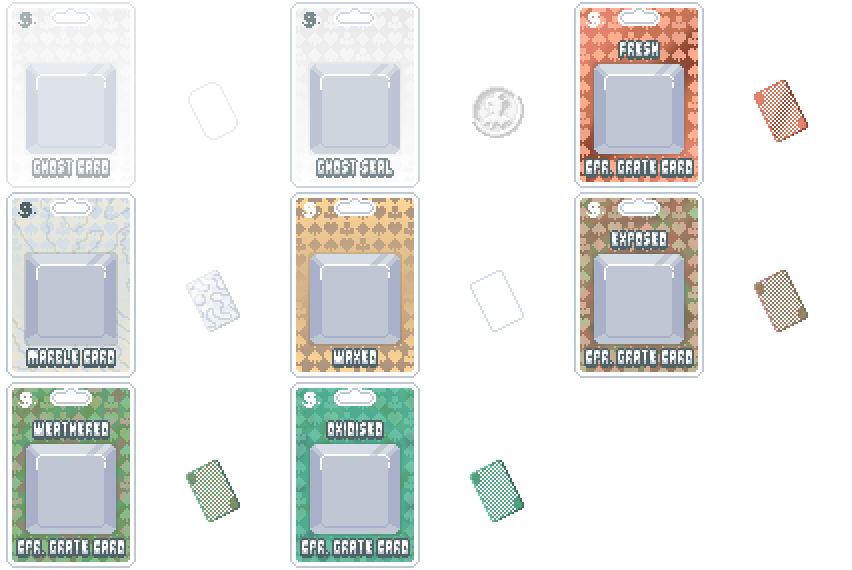 S.
GHOST CARD
S.
GHOST SEAL
S.
FRESH
CPR. GRATE CARD
S.
MARBLE CARD
S.
WAXED
S.
EXPOSED
CPR. GRATE CARD
S.
WEATHERED
CPR. GRATE CARD
S.
OXIDISED
CPR. GRATE CARD